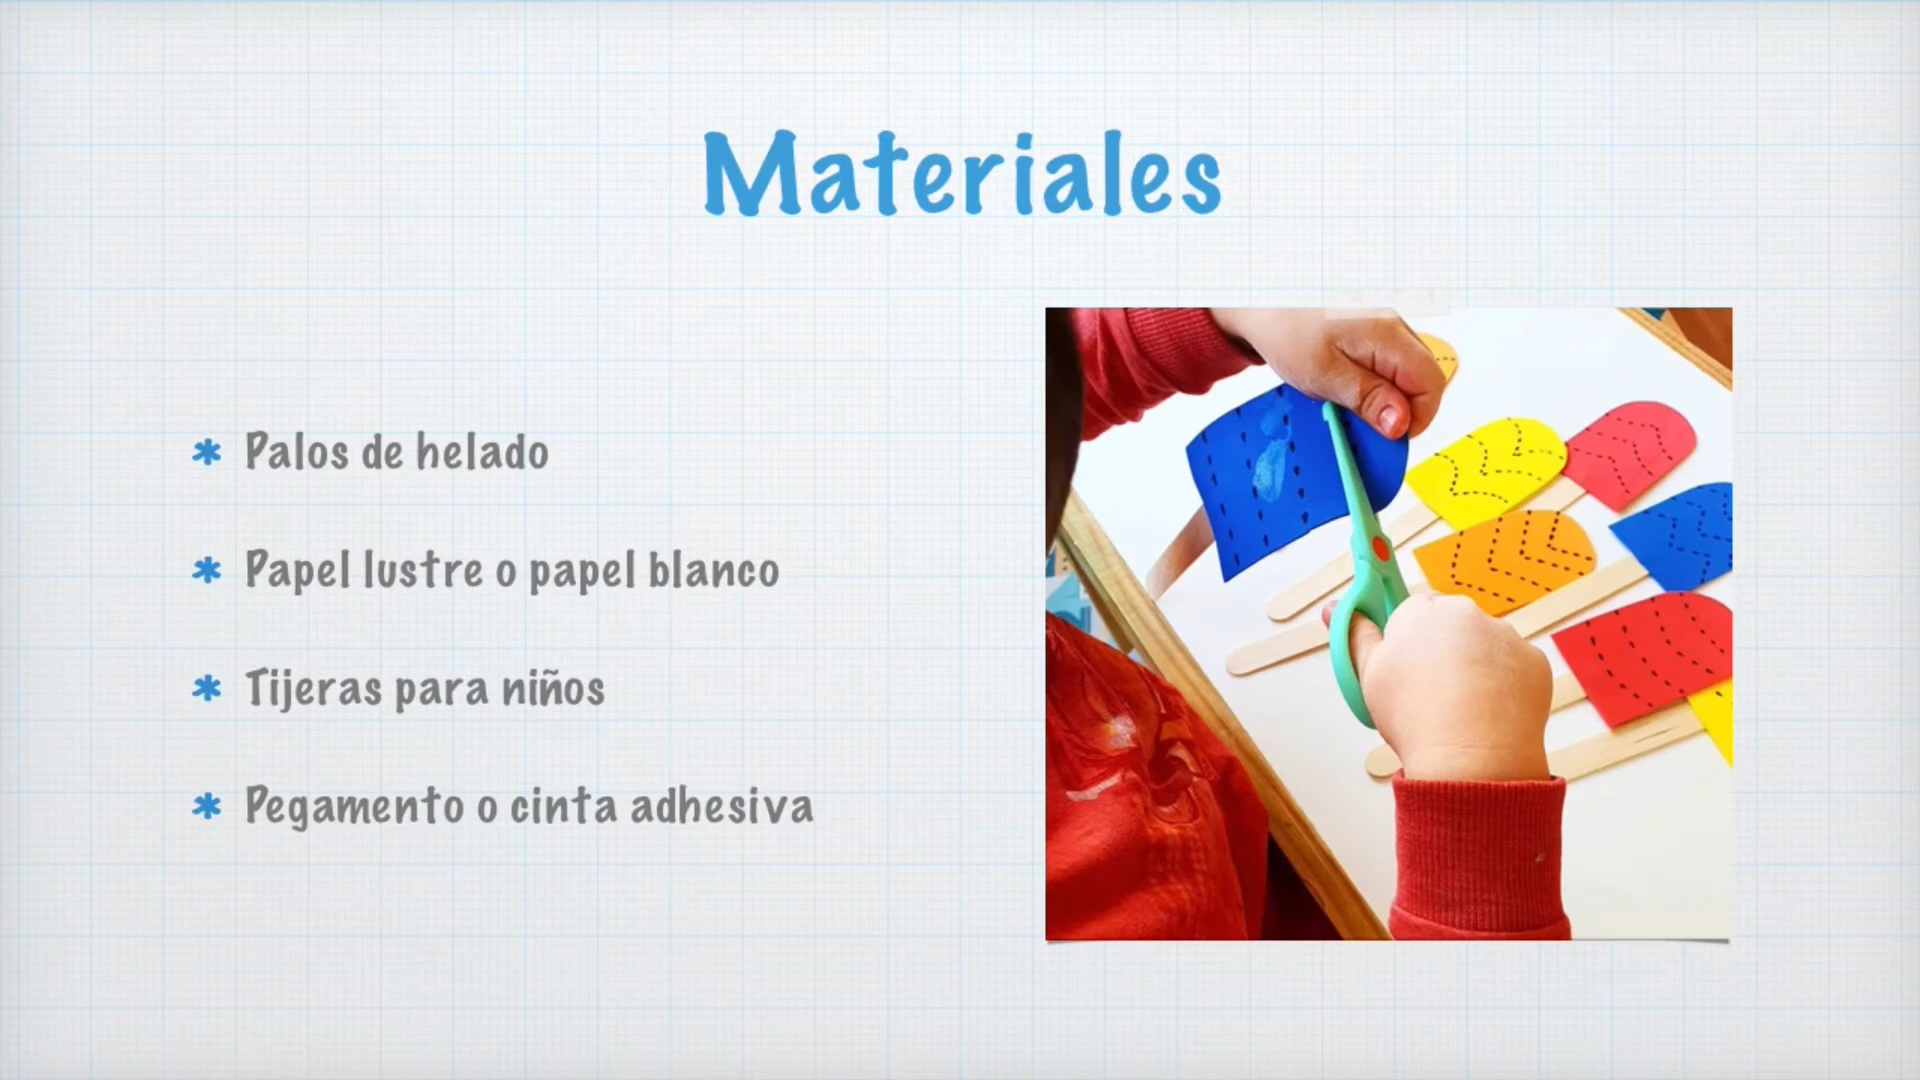 Materiales
* Palos de helado
* Papel lustre o papel blanco
* Tijeras para niños
* Pegamento o cinta adhesiva